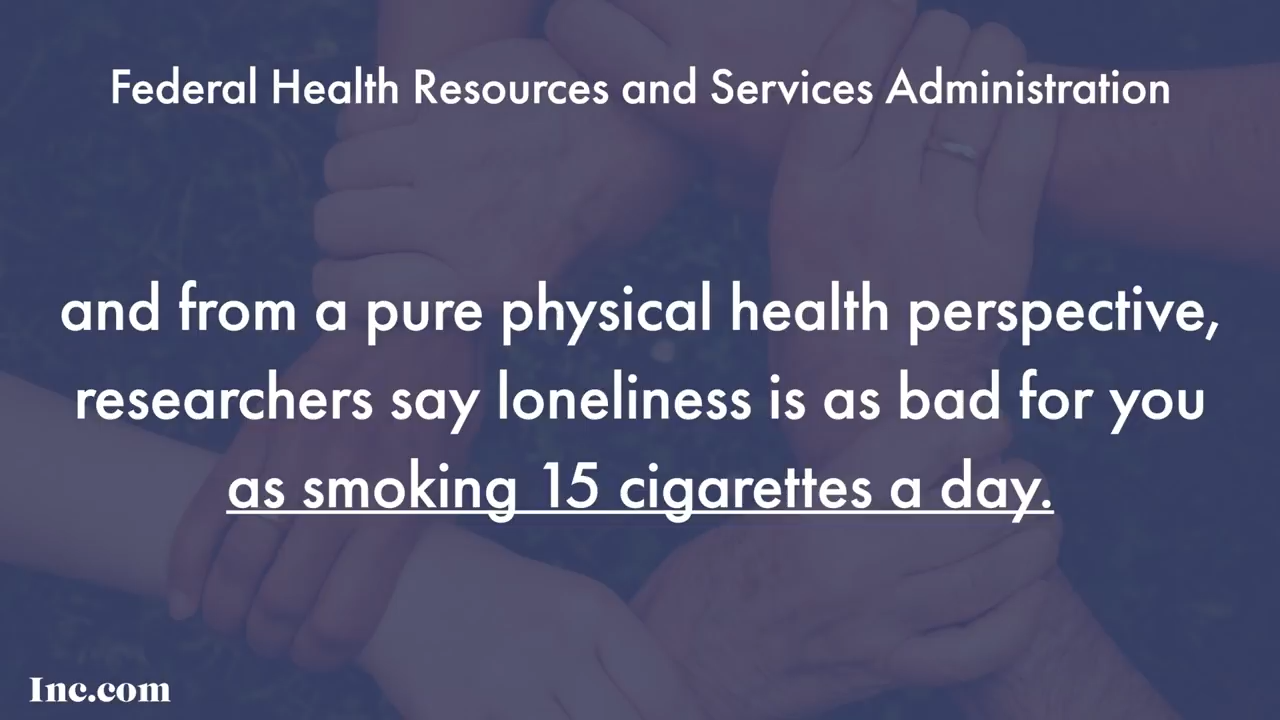 Federal Health Resources and Services Administration
and from a pure physical health perspective,
researchers say loneliness is as bad for you
as smoking 15 cigarettes a day.
Inc.com